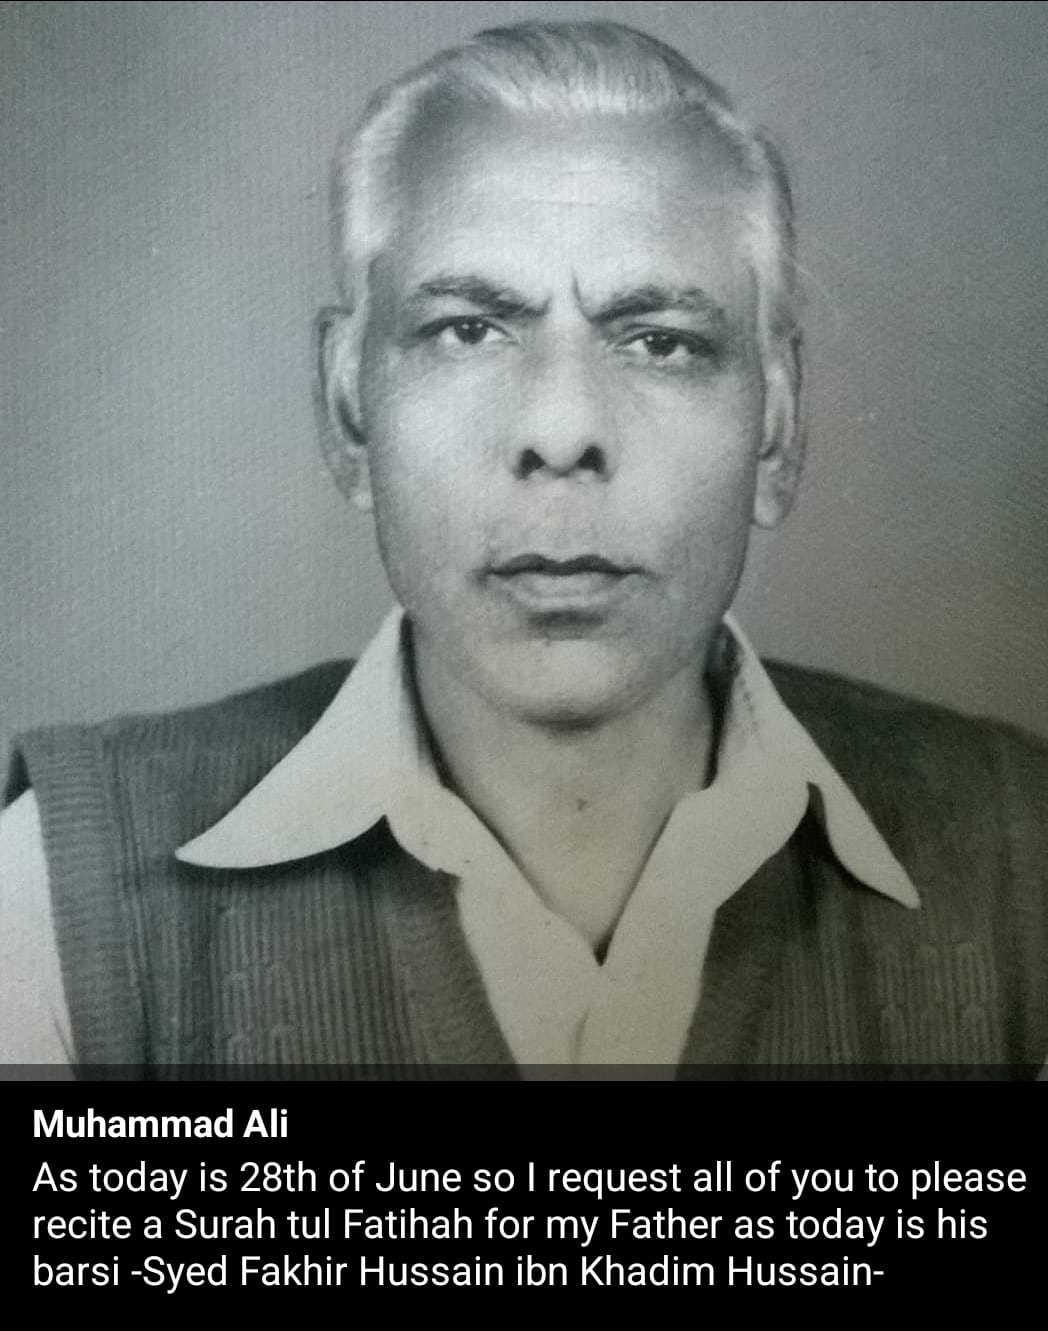 Muhammad Ali
As today is 28th of June so I request all of you to please
recite a Surah tul Fatihah for my Father as today is his
barsi -Syed Fakhir Hussain ibn Khadim Hussain-